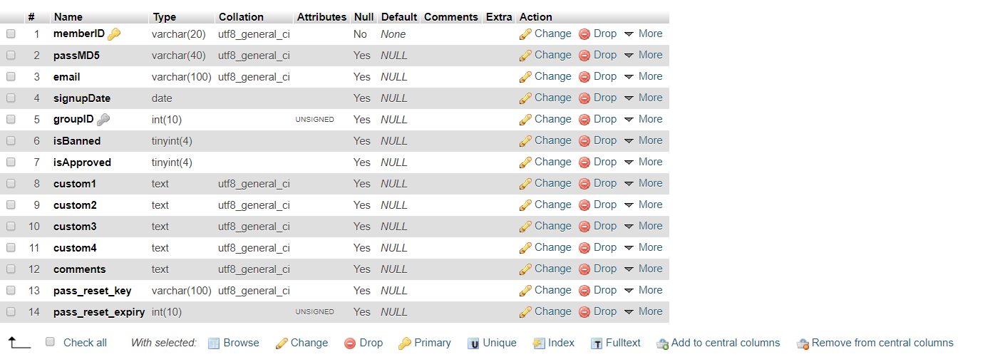 # Name Type Collation Attributes Null Default Comments Extra Action
1 memberID varchar(20) utf8_general_ci No None Change Drop More
2 passMD5 varchar(40) utf8_general_ci Yes NULL Change Drop More
3 email varchar(100) utf8_general_ci Yes NULL Change Drop More
4 signupDate date Yes NULL Change Drop More
5 groupID int(10) UNSIGNED Yes NULL Change Drop More
6 isBanned tinyint(4) Yes NULL Change Drop More
7 isApproved tinyint(4) Yes NULL Change Drop More
8 custom1 text utf8_general_ci Yes NULL Change Drop More
9 custom2 text utf8_general_ci Yes NULL Change Drop More
10 custom3 text utf8_general_ci Yes NULL Change Drop More
11 custom4 text utf8_general_ci Yes NULL Change Drop More
12 comments text utf8_general_ci Yes NULL Change Drop More
13 pass_reset_key varchar(100) utf8_general_ci Yes NULL Change Drop More
14 pass_reset_expiry int(10) UNSIGNED Yes NULL Change Drop More
Check all With selected: Browse Change Drop Primary U Unique Index T Fulltext Add to central columns Remove from central columns